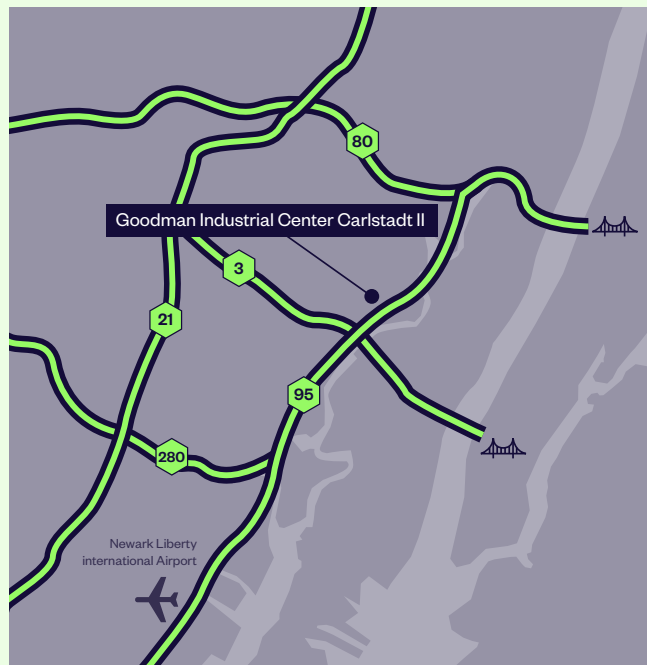 80
Goodman Industrial Center Carlstadt II
3
21
95
280
Newark Liberty
international Airport